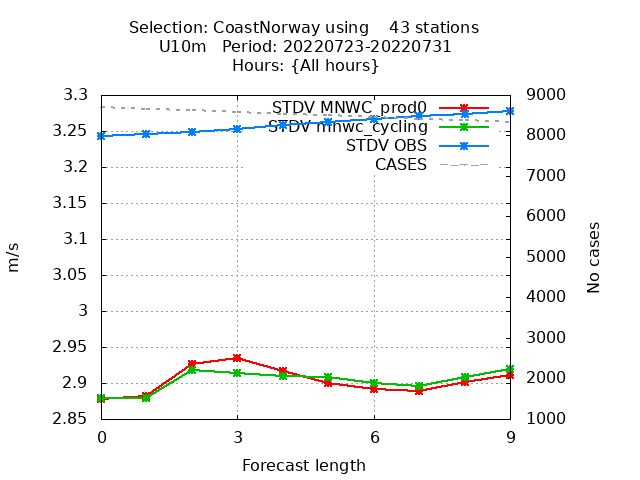 Selection: CoastNorway using    43 stations
U10m   Period: 20220723-20220731
Hours: {All hours}
3.3
3.25
3.2
3.15
3.1
3.05
3
2.95
2.9
2.85
m/s
STDV MNWC_prod0
STDV mnwc_cycling
STDV OBS
CASES
9000
8000
7000
6000
5000
4000
3000
2000
1000
No cases
0 3 6 9
Forecast length